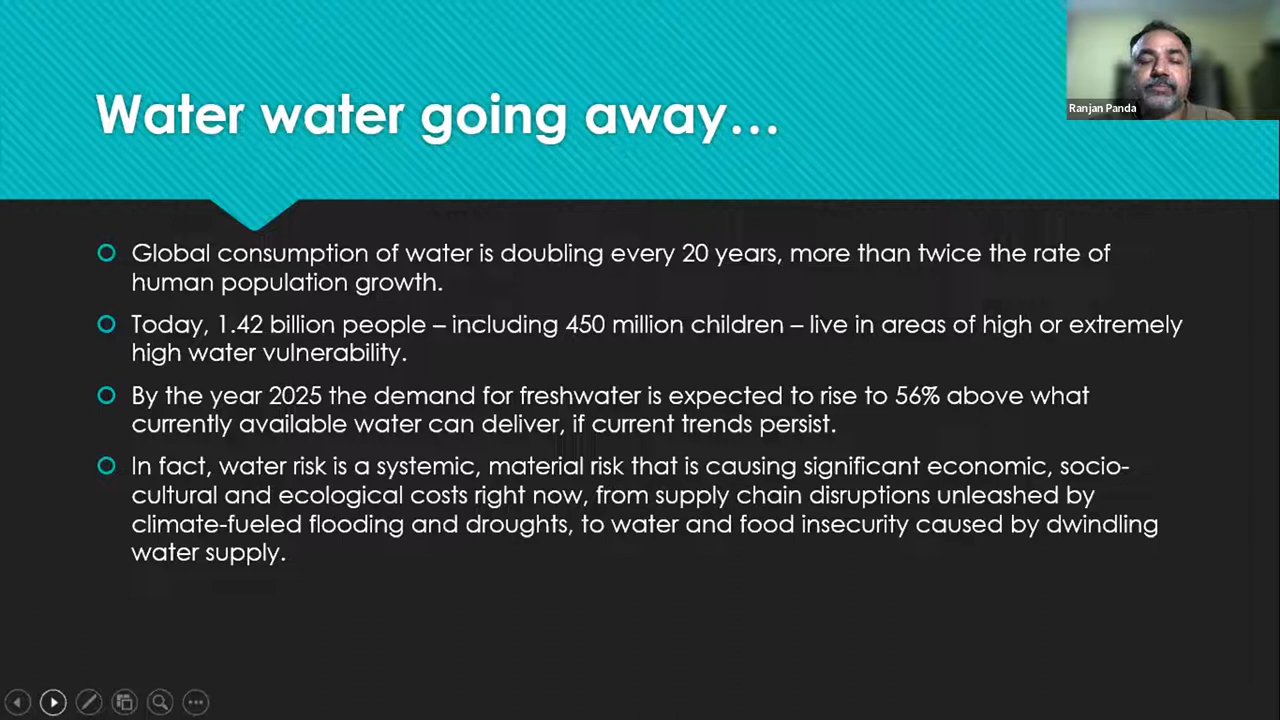 Water water going away...
Ranjan Panda
Global consumption of water is doubling every 20 years, more than twice the rate of
human population growth.
Today, 1.42 billion people – including 450 million children – live in areas of high or extremely
high water vulnerability.
By the year 2025 the demand for freshwater is expected to rise to 56% above what
currently available water can deliver, if current trends persist.
In fact, water risk is a systemic, material risk that is causing significant economic, socio-
cultural and ecological costs right now, from supply chain disruptions unleashed by
climate-fueled flooding and droughts, to water and food insecurity caused by dwindling
water supply.